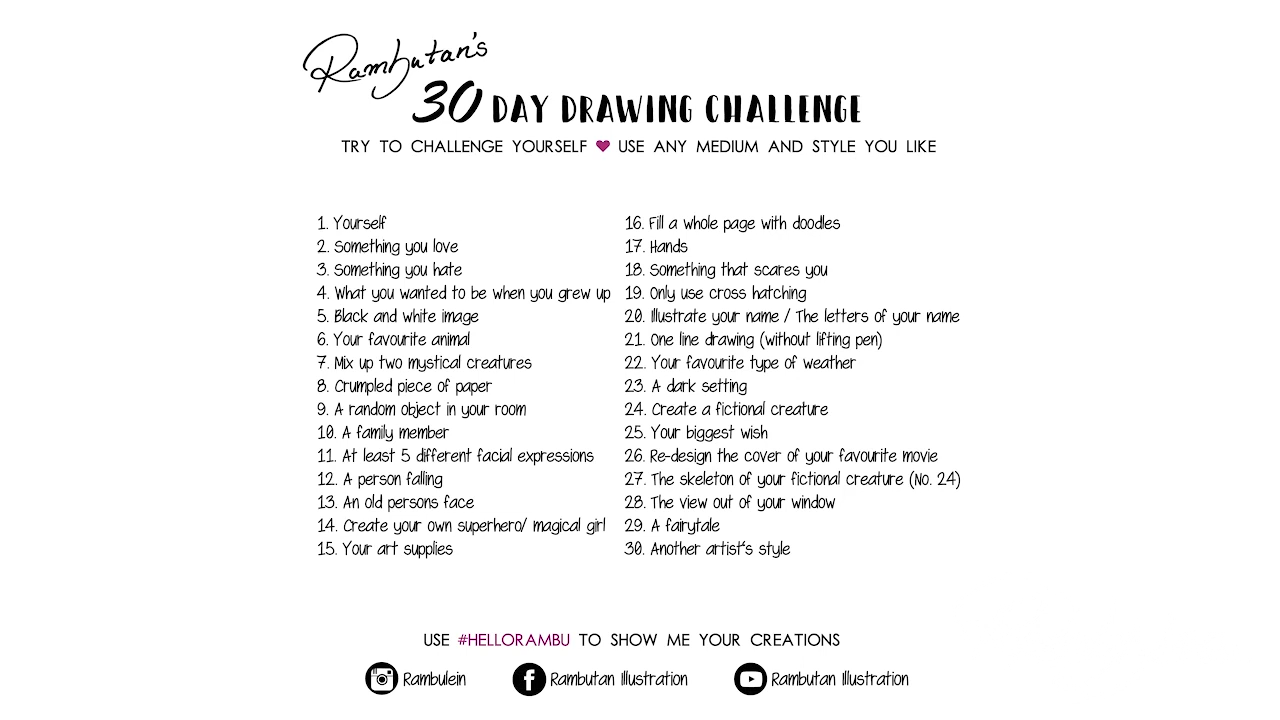 Rambutan's
30 DAY DRAWING CHALLENGE
TRY TO CHALLENGE YOURSELF ♥ USE ANY MEDIUM AND STYLE YOU LIKE
1. Yourself
2. Something you love
3. Something you hate
4. What you wanted to be when you grew up
5. Black and white image
6. Your favourite animal
7. Mix up two mystical creatures
8. Crumpled piece of paper
9. A random object in your room
10. A family member
11. At least 5 different facial expressions
12. A person falling
13. An old persons face
14. Create your own superhero/ magical girl
15. Your art supplies
16. Fill a whole page with doodles
17. Hands
18. Something that scares you
19. Only use cross hatching
20. Illustrate your name / The letters of your name
21. One line drawing (without lifting pen)
22. Your favourite type of weather
23. A dark setting
24. Create a fictional creature
25. Your biggest wish
26. Re-design the cover of your favourite movie
27. The skeleton of your fictional creature (No. 24)
28. The view out of your window
29. A fairytale
30. Another artist's style
USE #HELLORAMBU TO SHOW ME YOUR CREATIONS
Rambulein
Rambutan Illustration
Rambutan Illustration